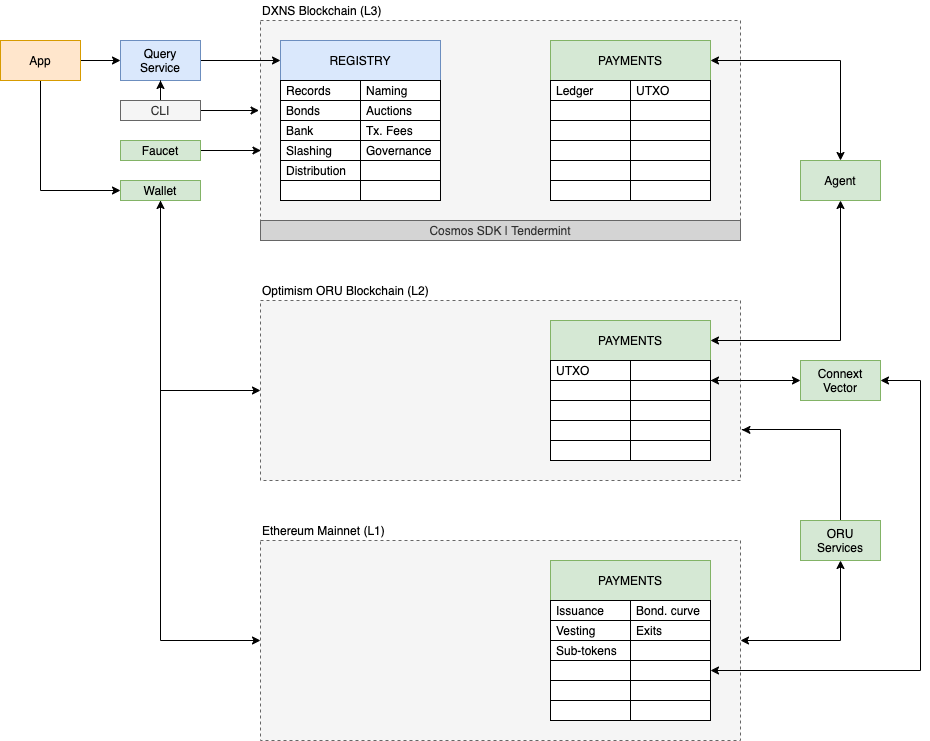 DXNS Blockchain (L3)
App
Query
Service
REGISTRY
PAYMENTS
Records Naming
Ledger UTXO
CLI
Bonds Auctions
Bank Tx. Fees
Faucet
Slashing Governance
Distribution
Agent
Wallet
Cosmos SDK | Tendermint
Optimism ORU Blockchain (L2)
PAYMENTS
UTXO
Connext
Vector
Ethereum Mainnet (L1)
ORU
Services
PAYMENTS
Issuance Bond. curve
Vesting Exits
Sub-tokens